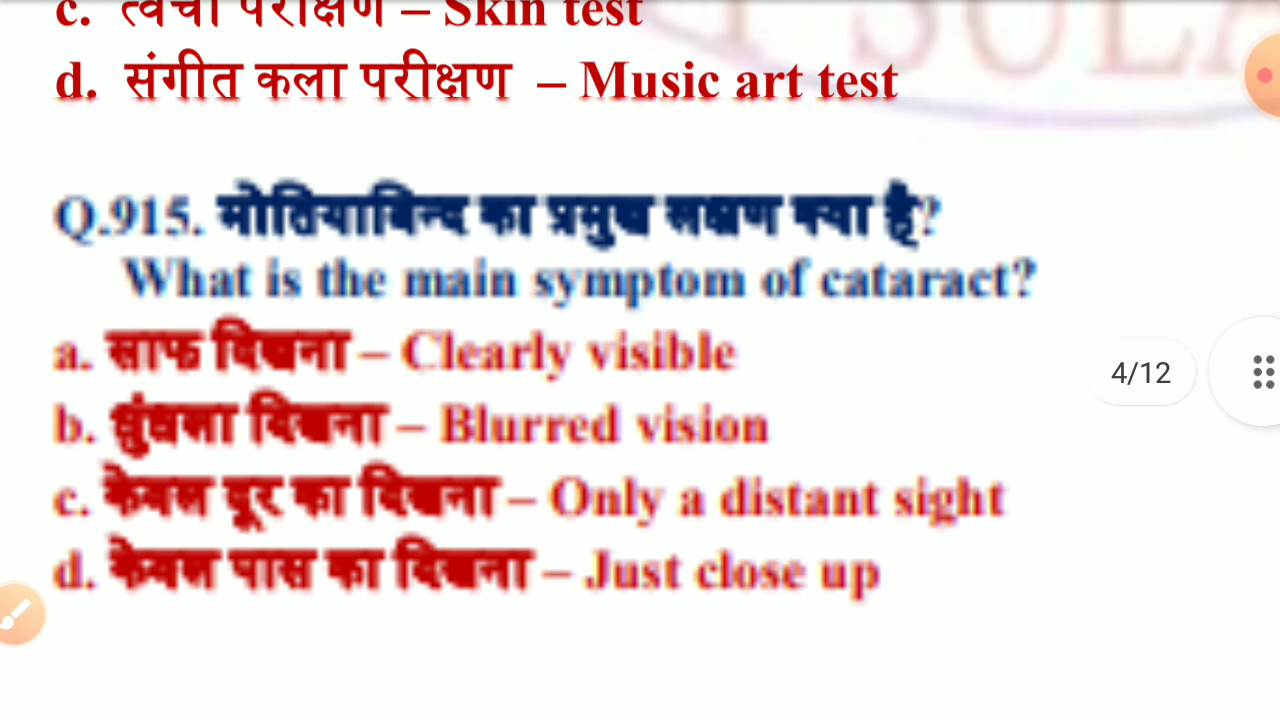 c. त्वचा परीक्षण – Skin test
d. संगीत कला परीक्षण – Music art test
Q.915. मोतियाबिन्द का प्रमुख लक्षण क्या है?
What is the main symptom of cataract?
a. साफ दिखना – Clearly visible
b. धुंधला दिखना – Blurred vision
c. केवल दूर का दिखना – Only a distant sight
d. केवल पास का दिखना – Just close up
4/12